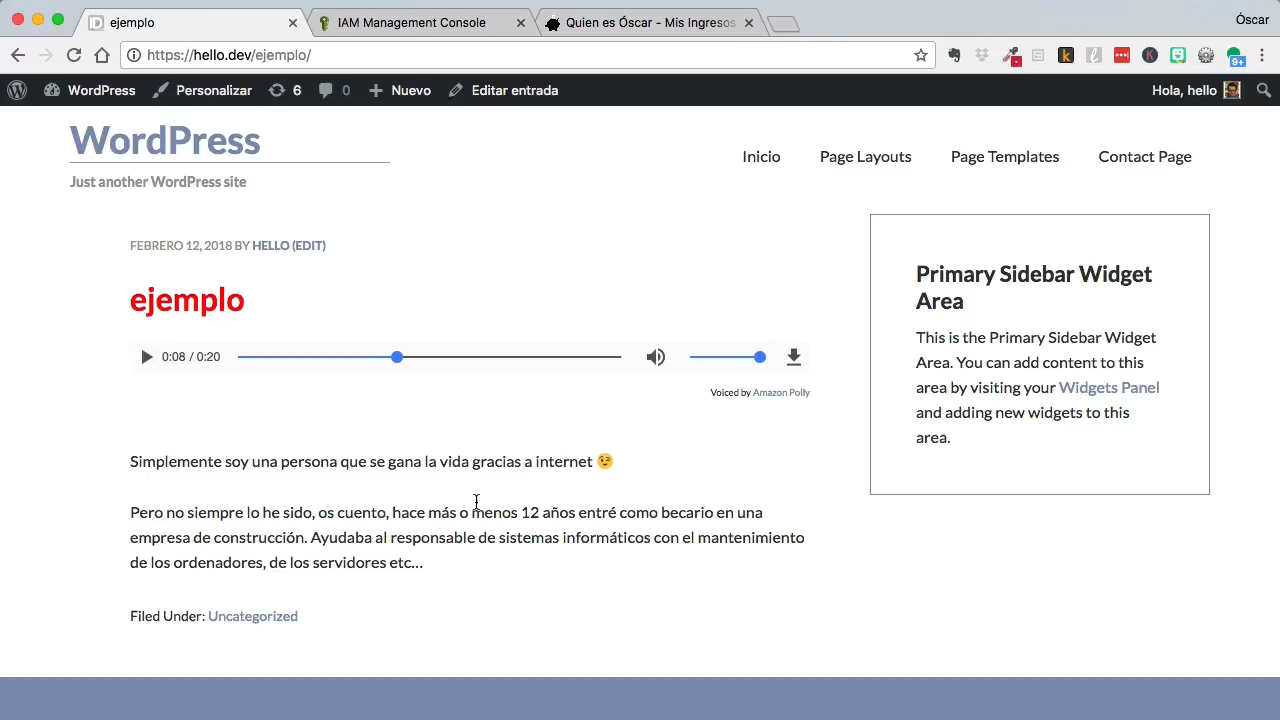 ejemplo
IAM Management Console
Quien es Óscar - Mis Ingresos
Óscar
https://hello.dev/ejemplo/
9+
WordPress
Personalizar
6
0
Nuevo
Editar entrada
Hola, hello
WordPress
Just another WordPress site
Inicio
Page Layouts
Page Templates
Contact Page
FEBRERO 12, 2018 BY HELLO (EDIT)
ejemplo
0:08 / 0:20
Voiced by Amazon Polly
Simplemente soy una persona que se gana la vida gracias a internet 😉
Pero no siempre lo he sido, os cuento, hace más o menos 12 años entré como becario en una
empresa de construcción. Ayudaba al responsable de sistemas informáticos con el mantenimiento
de los ordenadores, de los servidores etc…
Filed Under: Uncategorized
Primary Sidebar Widget
Area
This is the Primary Sidebar Widget
Area. You can add content to this
area by visiting your Widgets Panel
and adding new widgets to this
area.